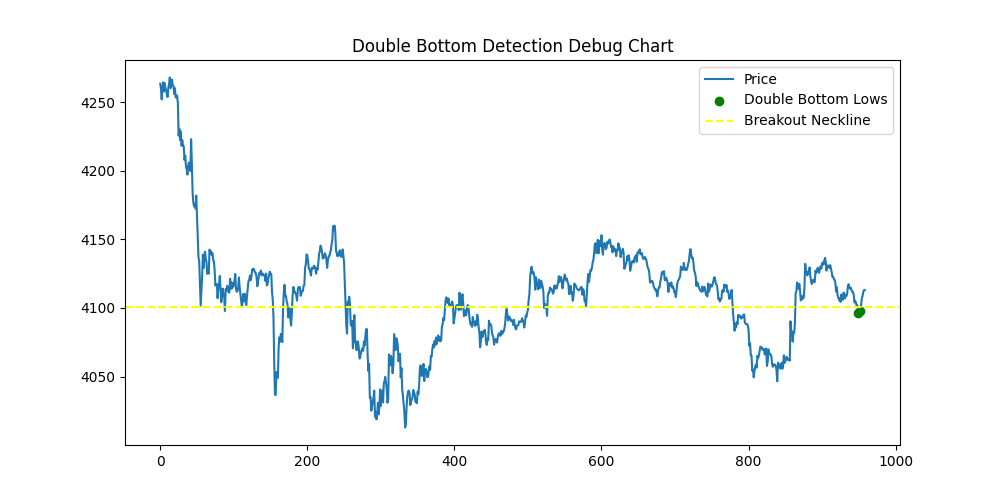 Double Bottom Detection Debug Chart
Price
Double Bottom Lows
Breakout Neckline
4250
4200
4150
4100
4050
0 200 400 600 800 1000